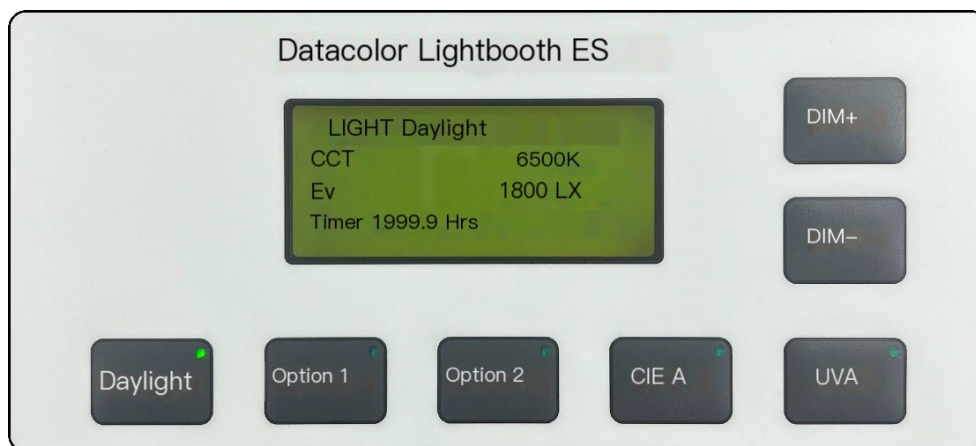 Datacolor Lightbooth ES
LIGHT Daylight
CCT 6500K
Ev 1800 LX
Timer 1999.9 Hrs
DIM+
DIM−
Daylight
Option 1
Option 2
CIE A
UVA